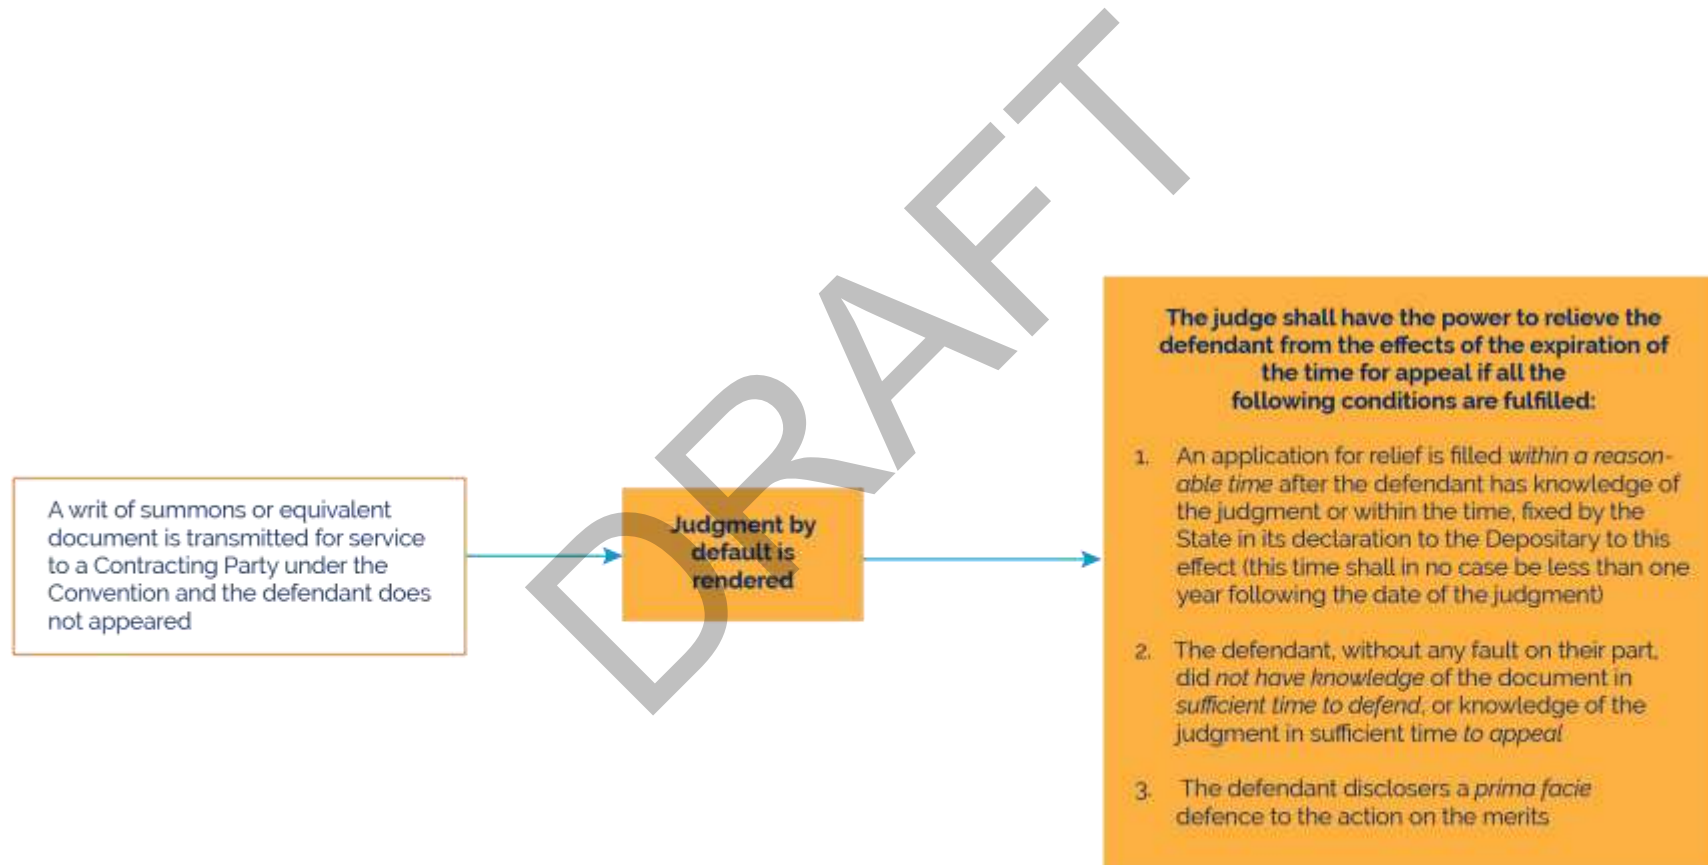 DRAFT
A writ of summons or equivalent
document is transmitted for service
to a Contracting Party under the
Convention and the defendant does
not appeared
Judgment by
default is
rendered
The judge shall have the power to relieve the
defendant from the effects of the expiration of
the time for appeal if all the
following conditions are fulfilled:
1. An application for relief is filled within a reason-
able time after the defendant has knowledge of
the judgment or within the time, fixed by the
State in its declaration to the Depositary to this
effect (this time shall in no case be less than one
year following the date of the judgment)
2. The defendant, without any fault on their part,
did not have knowledge of the document in
sufficient time to defend, or knowledge of the
judgment in sufficient time to appeal
3. The defendant disclosers a prima facie
defence to the action on the merits